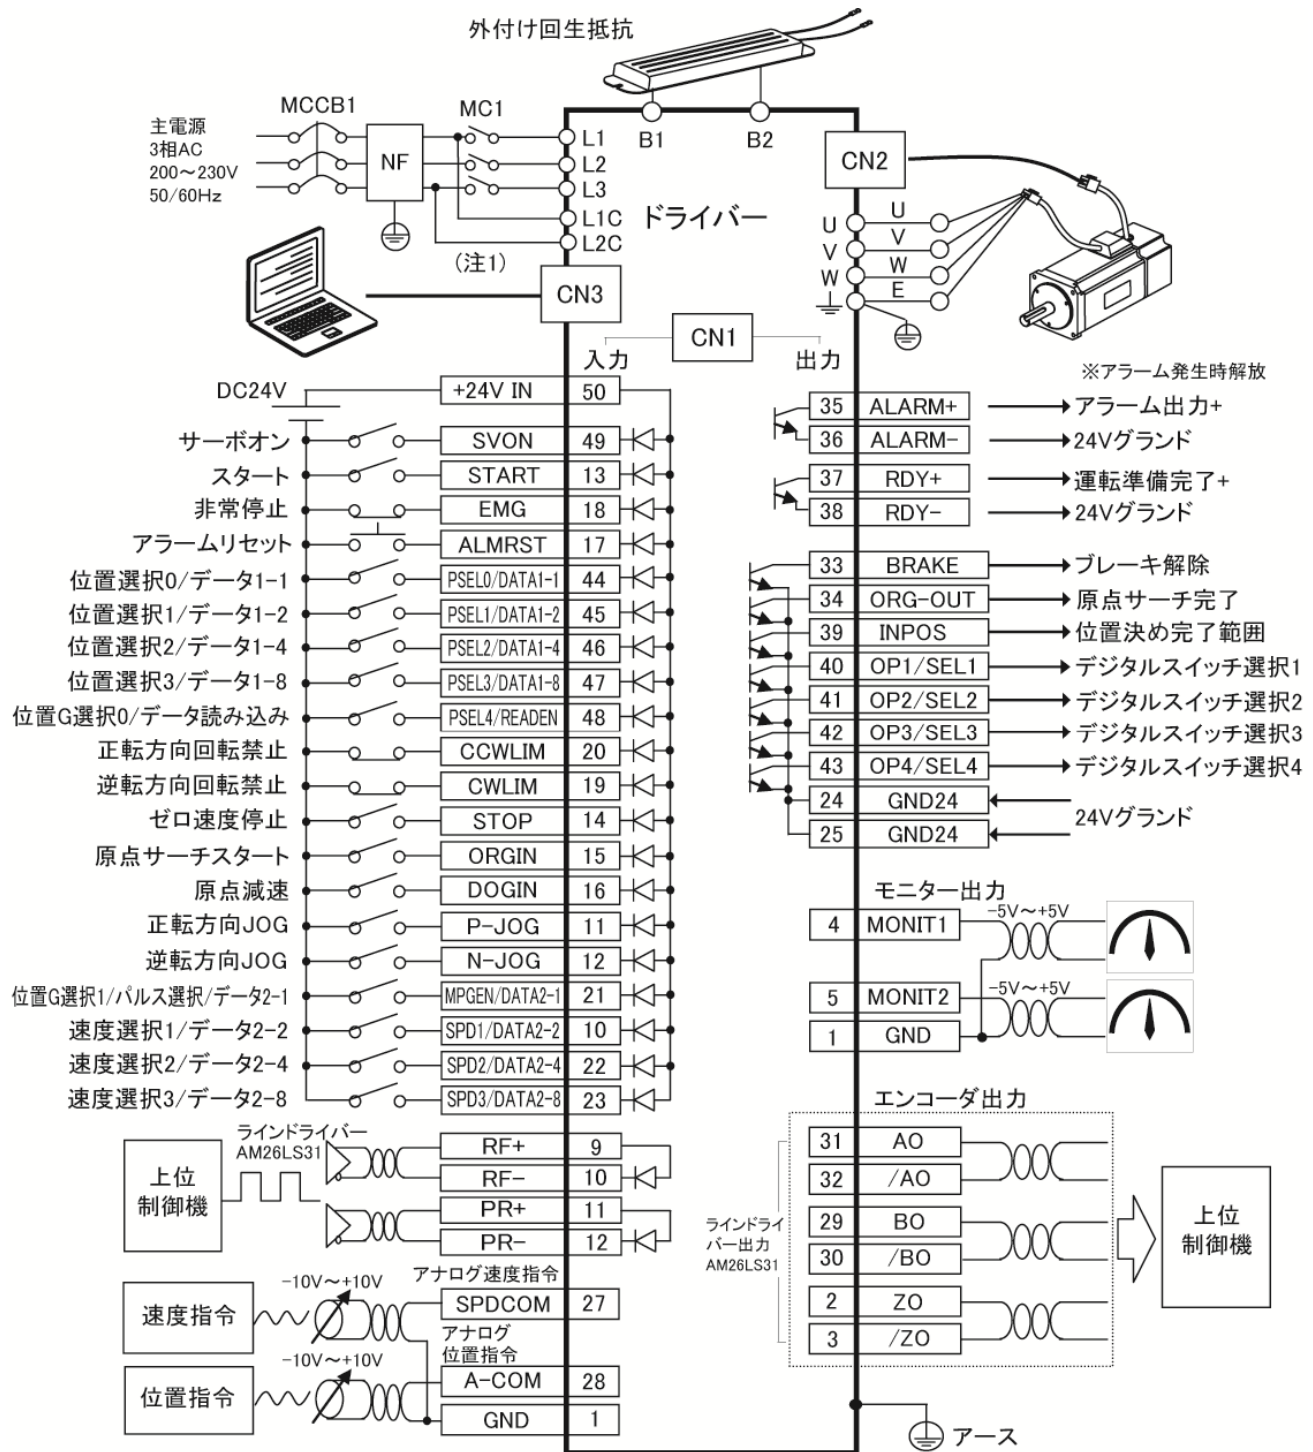 外付け回生抵抗
MCCB1
MC1
主電源
3相AC
200～230V
50/60Hz
NF
L1
L2
L3
L1C
L2C
(注1)
B1
B2
ドライバー
CN2
U
V
W
U
V
W
E
CN3
CN1
入力
出力
DC24V
+24V IN 50
サーボオン SVON 49
スタート START 13
非常停止 EMG 18
アラームリセット ALMRST 17
位置選択0/データ1-1 PSEL0/DATA1-1 44
位置選択1/データ1-2 PSEL1/DATA1-2 45
位置選択2/データ1-4 PSEL2/DATA1-4 46
位置選択3/データ1-8 PSEL3/DATA1-8 47
位置G選択0/データ読み込み PSEL4/READEN 48
正転方向回転禁止 CCWLIM 20
逆転方向回転禁止 CWLIM 19
ゼロ速度停止 STOP 14
原点サーチスタート ORGIN 15
原点減速 DOGIN 16
正転方向JOG P-JOG 11
逆転方向JOG N-JOG 12
位置G選択1/パルス選択/データ2-1 MPGEN/DATA2-1 21
速度選択1/データ2-2 SPD1/DATA2-2 10
速度選択2/データ2-4 SPD2/DATA2-4 22
速度選択3/データ2-8 SPD3/DATA2-8 23
ラインドライバー
AM26LS31
上位
制御機
RF+ 9
RF- 10
PR+ 11
PR- 12
アナログ速度指令
速度指令
-10V～+10V
SPDCOM 27
アナログ
位置指令
位置指令
-10V～+10V
A-COM 28
GND 1
※アラーム発生時解放
35 ALARM+ アラーム出力+
36 ALARM- 24Vグランド
37 RDY+ 運転準備完了+
38 RDY- 24Vグランド
33 BRAKE ブレーキ解除
34 ORG-OUT 原点サーチ完了
39 INPOS 位置決め完了範囲
40 OP1/SEL1 デジタルスイッチ選択1
41 OP2/SEL2 デジタルスイッチ選択2
42 OP3/SEL3 デジタルスイッチ選択3
43 OP4/SEL4 デジタルスイッチ選択4
24 GND24
25 GND24
24Vグランド
モニター出力
4 MONIT1
-5V～+5V
5 MONIT2
-5V～+5V
1 GND
エンコーダ出力
31 AO
32 /AO
29 BO
30 /BO
2 ZO
3 /ZO
ラインドライ
バー出力
AM26LS31
上位
制御機
アース